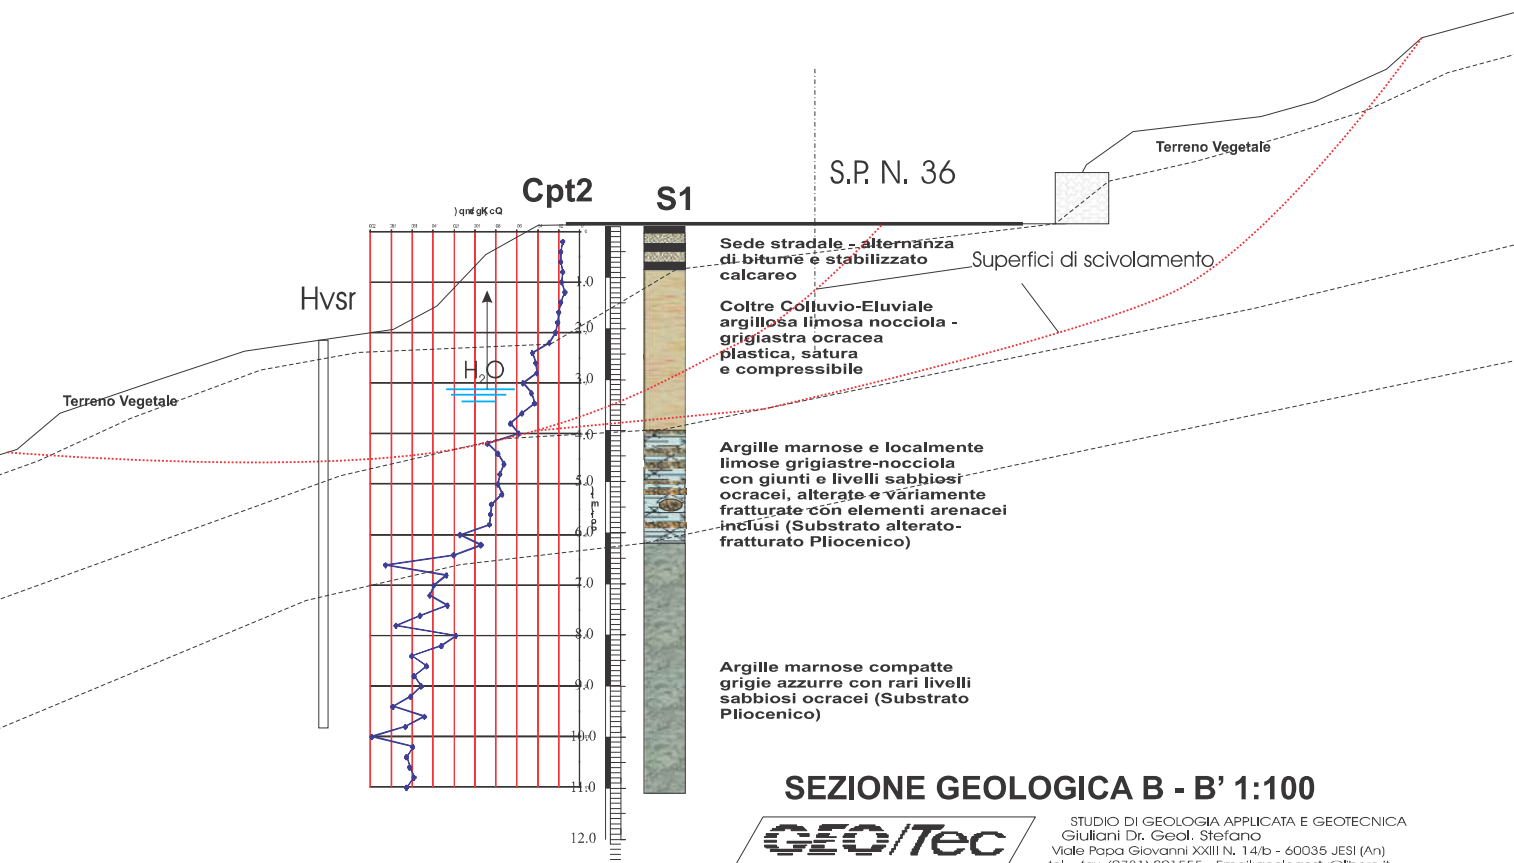 S.P. N. 36
Terreno Vegetale
Cpt2
S1
Hvsr
Sede stradale - alternanza
di bitume e stabilizzato
calcareo
Superfici di scivolamento
Coltre Colluvio-Eluviale
argillosa limosa nocciola -
grigiastra ocracea
plastica, satura
e compressibile
H2O
Terreno Vegetale
1.0
2.0
3.0
4.0
5.0
6.0
7.0
8.0
9.0
10.0
11.0
12.0
Argille marnose e localmente
limose grigiastre-nocciola
con giunti e livelli sabbiosi
ocracei, alterate e variamente
fratturate con elementi arenacei
inclusi (Substrato alterato-
fratturato Pliocenico)
Argille marnose compatte
grigie azzurre con rari livelli
sabbiosi ocracei (Substrato
Pliocenico)
SEZIONE GEOLOGICA B - B' 1:100
GEO/Tec
STUDIO DI GEOLOGIA APPLICATA E GEOTECNICA
Giuliani Dr. Geol. Stefano
Viale Papa Giovanni XXIII N. 14/b - 60035 JESI (An)